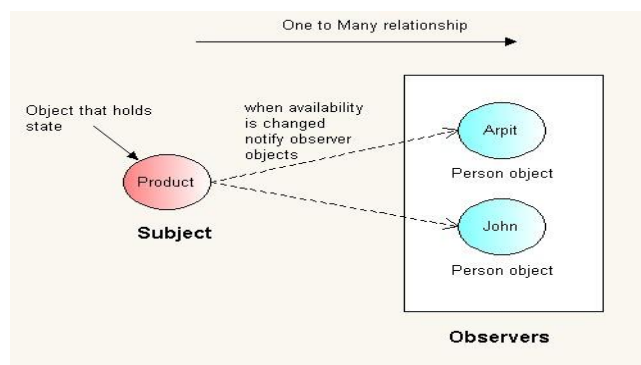 One to Many relationship
Object that holds
state
when availability
is changed
notify observer
objects
Arpit
Person object
Product
Subject
John
Person object
Observers